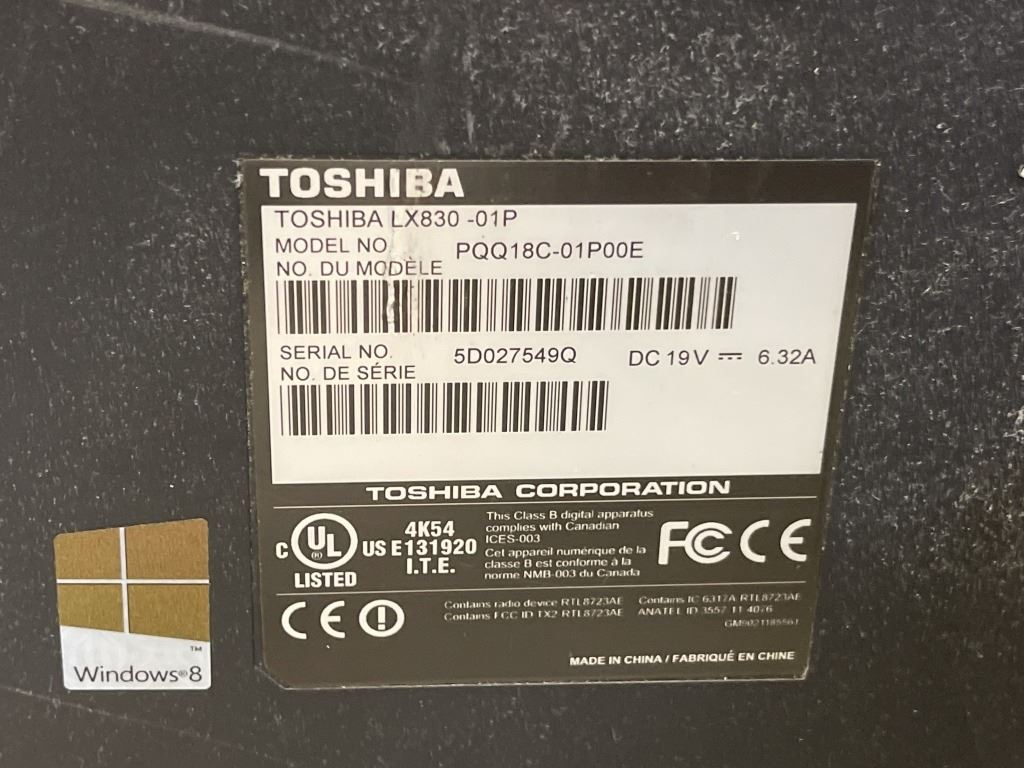 TOSHIBA
TOSHIBA LX830 -01P
MODEL NO
NO. DU MODÈLE
PQQ18C-01P00E
SERIAL NO.
NO. DE SÉRIE
5D027549Q
DC 19V ⎓ 6.32A
TOSHIBA CORPORATION
C UL ® US
LISTED
4K54
E131920
I.T.E.
This Class B digital apparatus
complies with Canadian
ICES-003
Cet appareil numérique de la
classe B est conforme à la
norme NMB-003 du Canada
FC CE
CE
Contains radio device RTL8723AE
Contains FCC ID TX2-RTL8723AE
Contains IC 6317A-RTL8723AE
ANATEL ID 3557-11-4076
MADE IN CHINA / FABRIQUÉ EN CHINE
Windows®8
TM